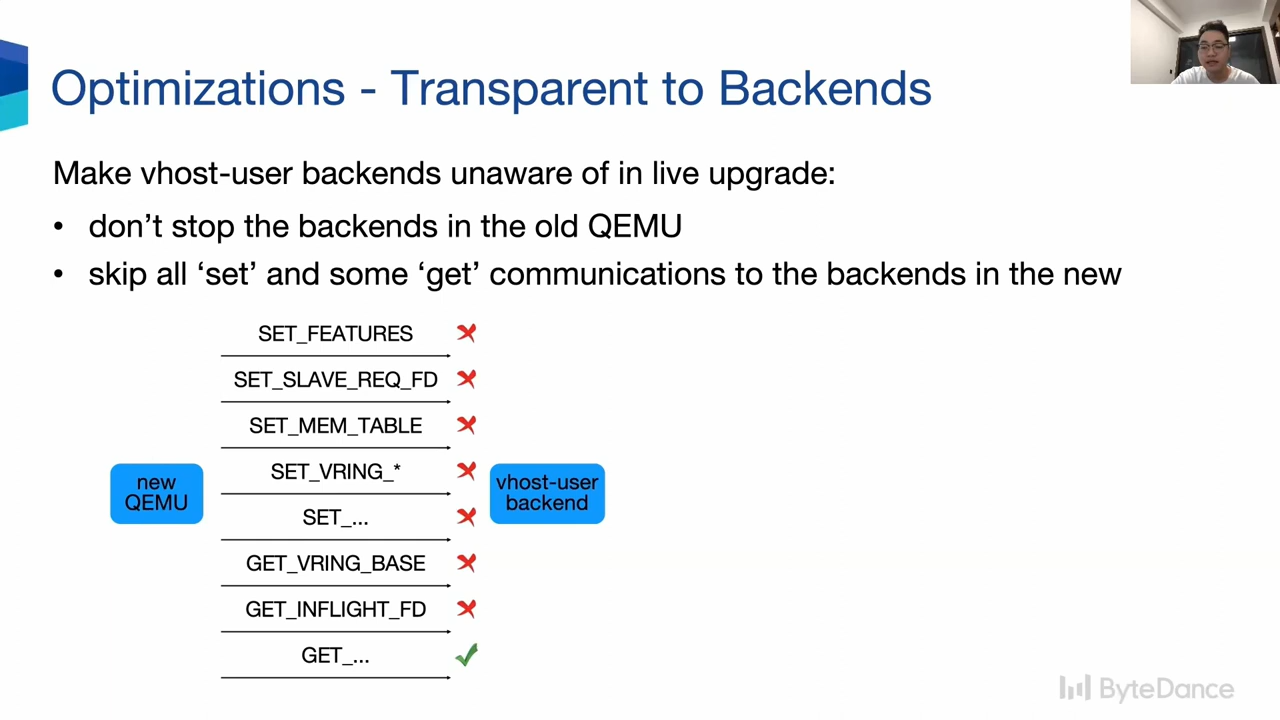 Optimizations - Transparent to Backends
Make vhost-user backends unaware of in live upgrade:
• don’t stop the backends in the old QEMU
• skip all ‘set’ and some ‘get’ communications to the backends in the new
SET_FEATURES
SET_SLAVE_REQ_FD
SET_MEM_TABLE
SET_VRING_*
SET_...
GET_VRING_BASE
GET_INFLIGHT_FD
GET_...
new
QEMU
vhost-user
backend
ByteDance